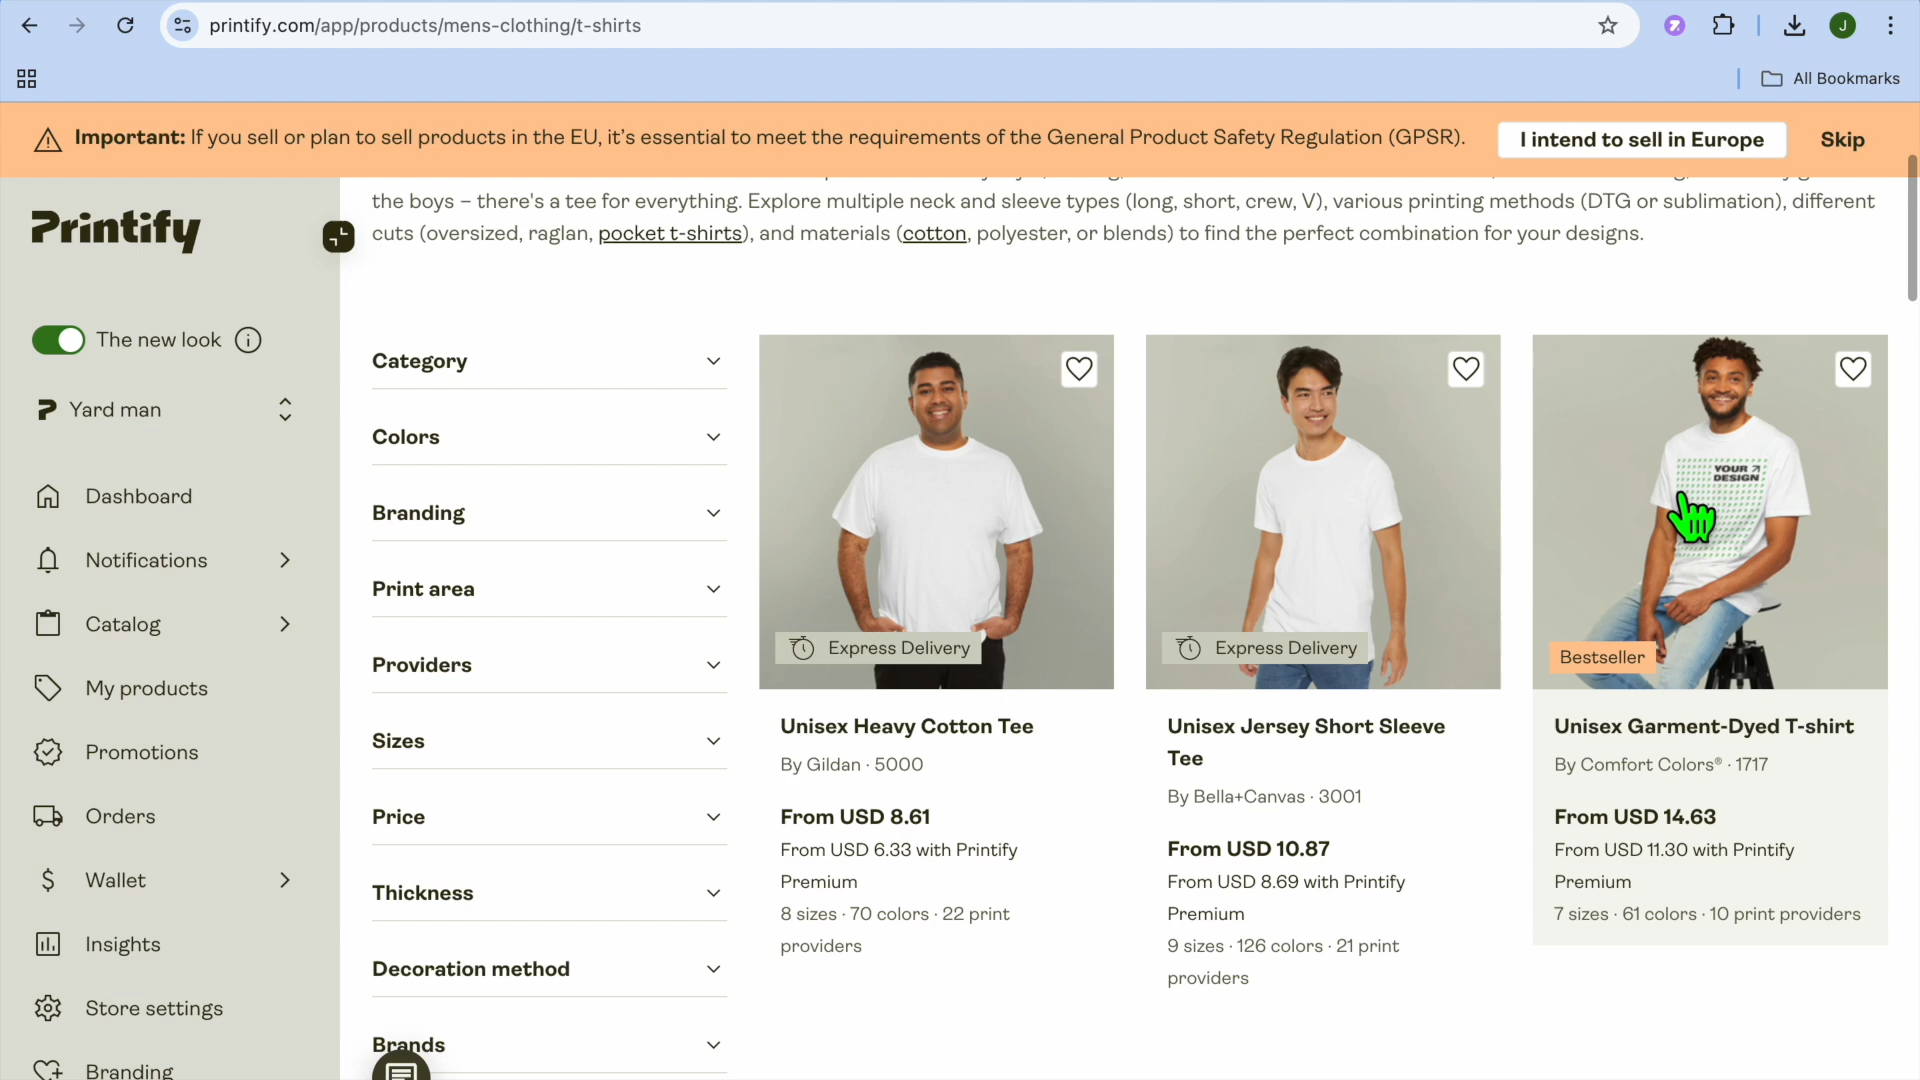 printify.com/app/products/mens-clothing/t-shirts
J
All Bookmarks
Important: If you sell or plan to sell products in the EU, it's essential to meet the requirements of the General Product Safety Regulation (GPSR).
I intend to sell in Europe
Skip
Printify
the boys – there's a tee for everything. Explore multiple neck and sleeve types (long, short, crew, V), various printing methods (DTG or sublimation), different
cuts (oversized, raglan, pocket t-shirts), and materials (cotton, polyester, or blends) to find the perfect combination for your designs.
The new look
Yard man
Dashboard
Notifications
Catalog
My products
Promotions
Orders
Wallet
Insights
Store settings
Branding
Category
Colors
Branding
Print area
Providers
Sizes
Price
Thickness
Decoration method
Brands
Express Delivery
Unisex Heavy Cotton Tee
By Gildan · 5000
From USD 8.61
From USD 6.33 with Printify
Premium
8 sizes · 70 colors · 22 print
providers
Express Delivery
Unisex Jersey Short Sleeve
Tee
By Bella+Canvas · 3001
From USD 10.87
From USD 8.69 with Printify
Premium
9 sizes · 126 colors · 21 print
providers
YOUR
DESIGN
Bestseller
Unisex Garment-Dyed T-shirt
By Comfort Colors® · 1717
From USD 14.63
From USD 11.30 with Printify
Premium
7 sizes · 61 colors · 10 print providers